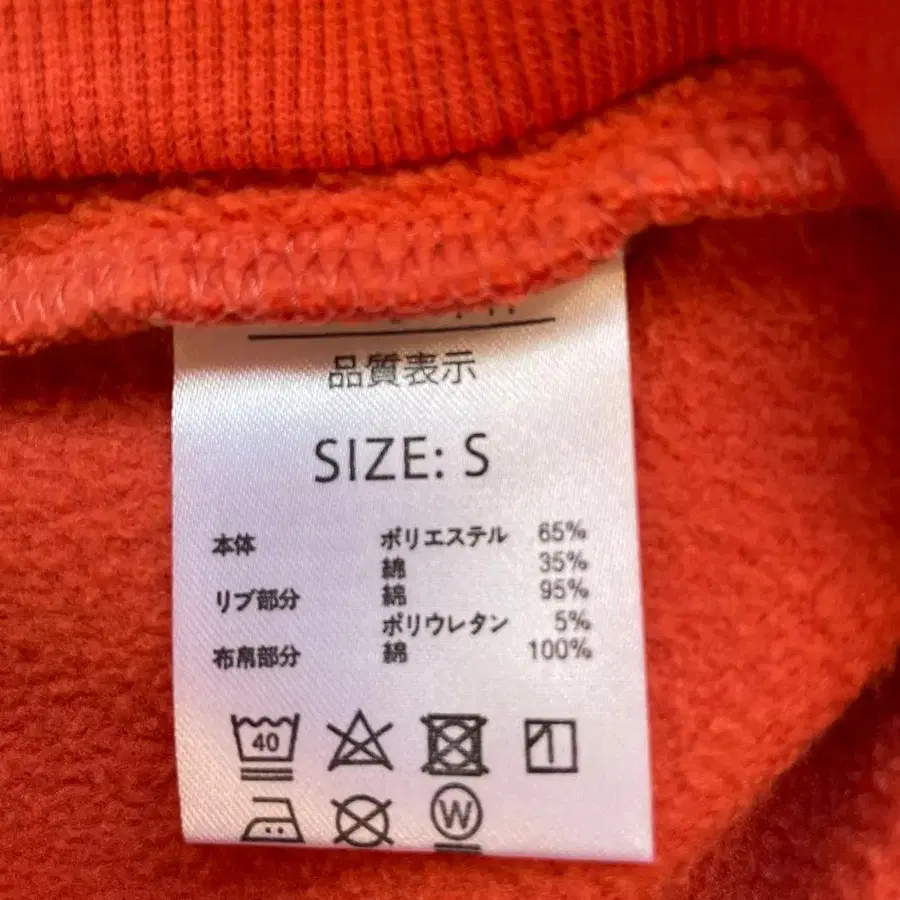 品質表示
SIZE: S
本体 ポリエステル 65%
綿 35%
リブ部分 綿 95%
ポリウレタン 5%
布帛部分 綿 100%
40
W